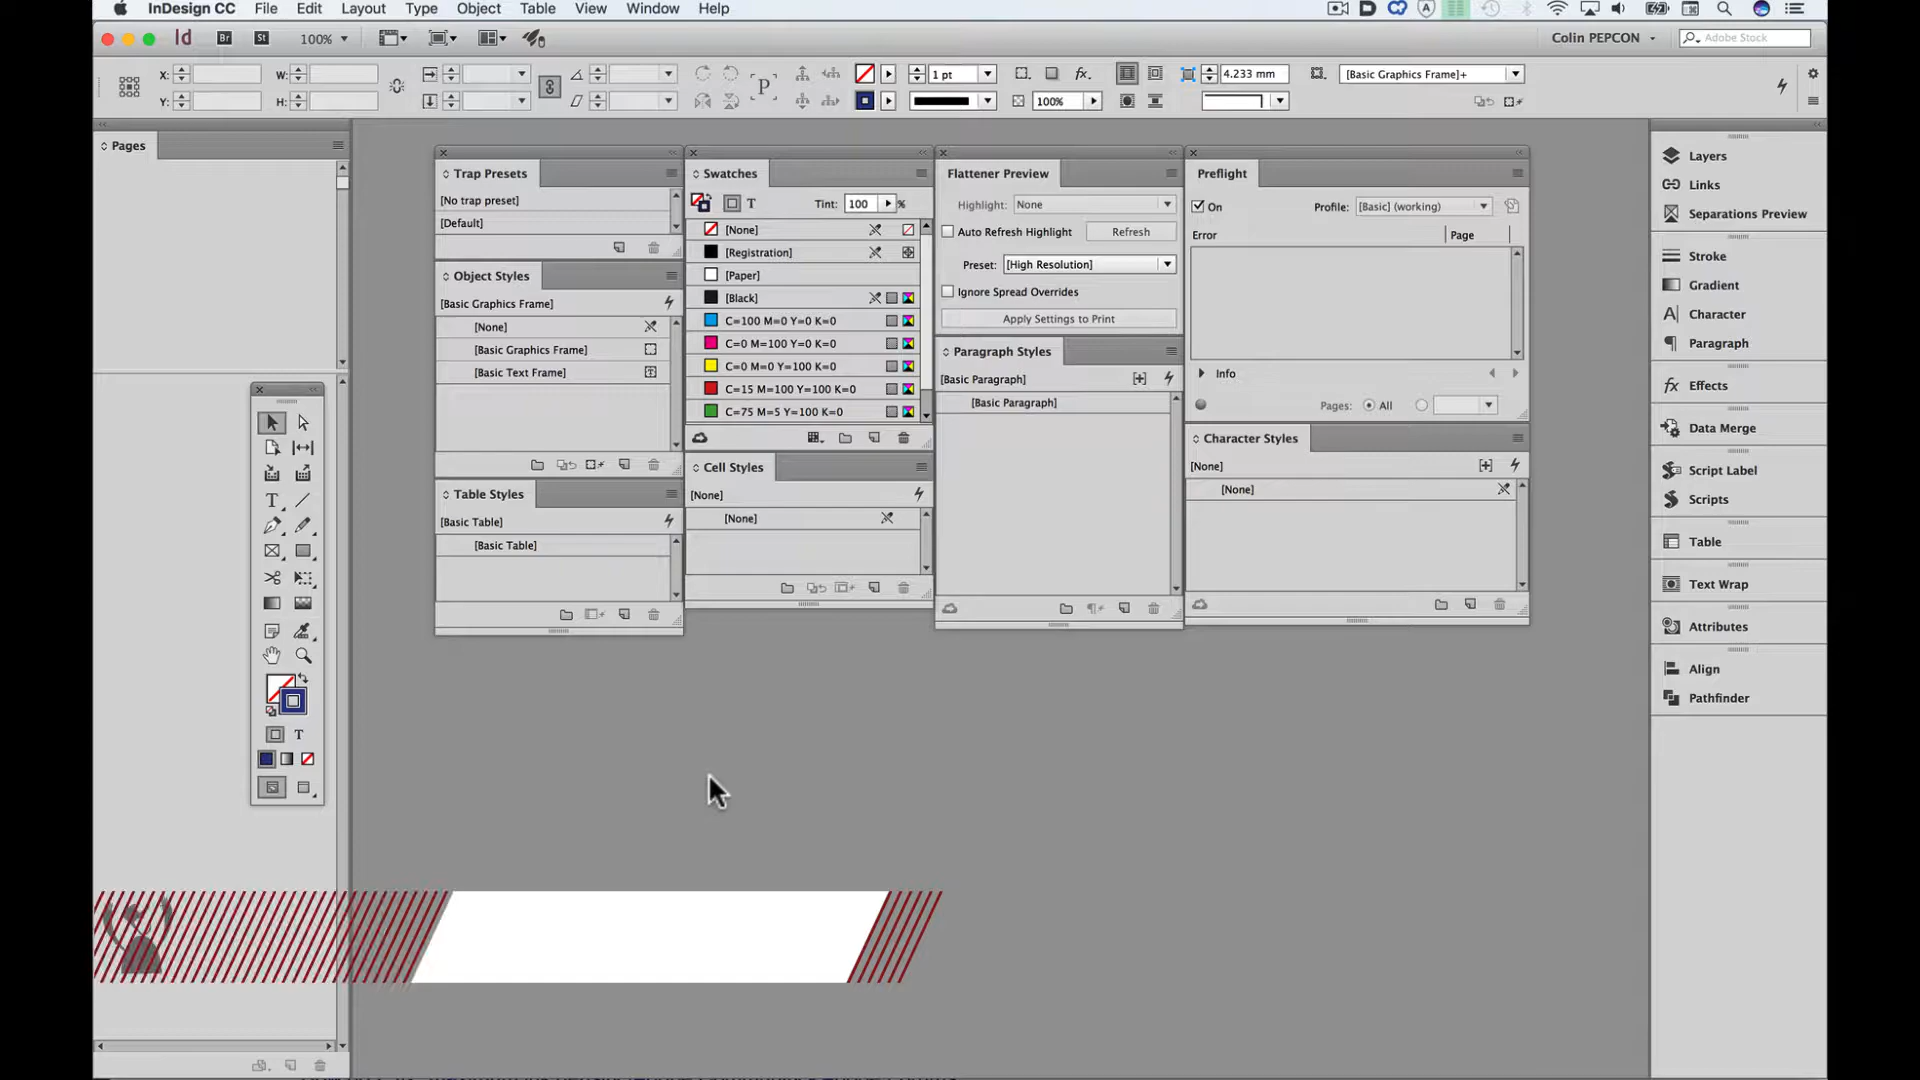 InDesign CC File Edit Layout Type Object Table View Window Help
Id Br St 100% Colin PEPCON Adobe Stock
X: W: 1 pt 4.233 mm [Basic Graphics Frame]+
Y: H: P fx. 100%
Pages
Trap Presets
[No trap preset]
[Default]
Object Styles
[Basic Graphics Frame]
[None]
[Basic Graphics Frame]
[Basic Text Frame]
Table Styles
[Basic Table]
[Basic Table]
Swatches
T Tint: 100 %
[None]
[Registration]
[Paper]
[Black]
C=100 M=0 Y=0 K=0
C=0 M=100 Y=0 K=0
C=0 M=0 Y=100 K=0
C=15 M=100 Y=100 K=0
C=75 M=5 Y=100 K=0
Cell Styles
[None]
[None]
Flattener Preview
Highlight: None
Auto Refresh Highlight Refresh
Preset: [High Resolution]
Ignore Spread Overrides
Apply Settings to Print
Paragraph Styles
[Basic Paragraph]
[Basic Paragraph]
Preflight
On Profile: [Basic] (working)
Error Page
Info
Pages: All
Character Styles
[None]
[None]
Layers
Links
Separations Preview
Stroke
Gradient
Character
Paragraph
Effects
Data Merge
Script Label
Scripts
Table
Text Wrap
Attributes
Align
Pathfinder
T
T